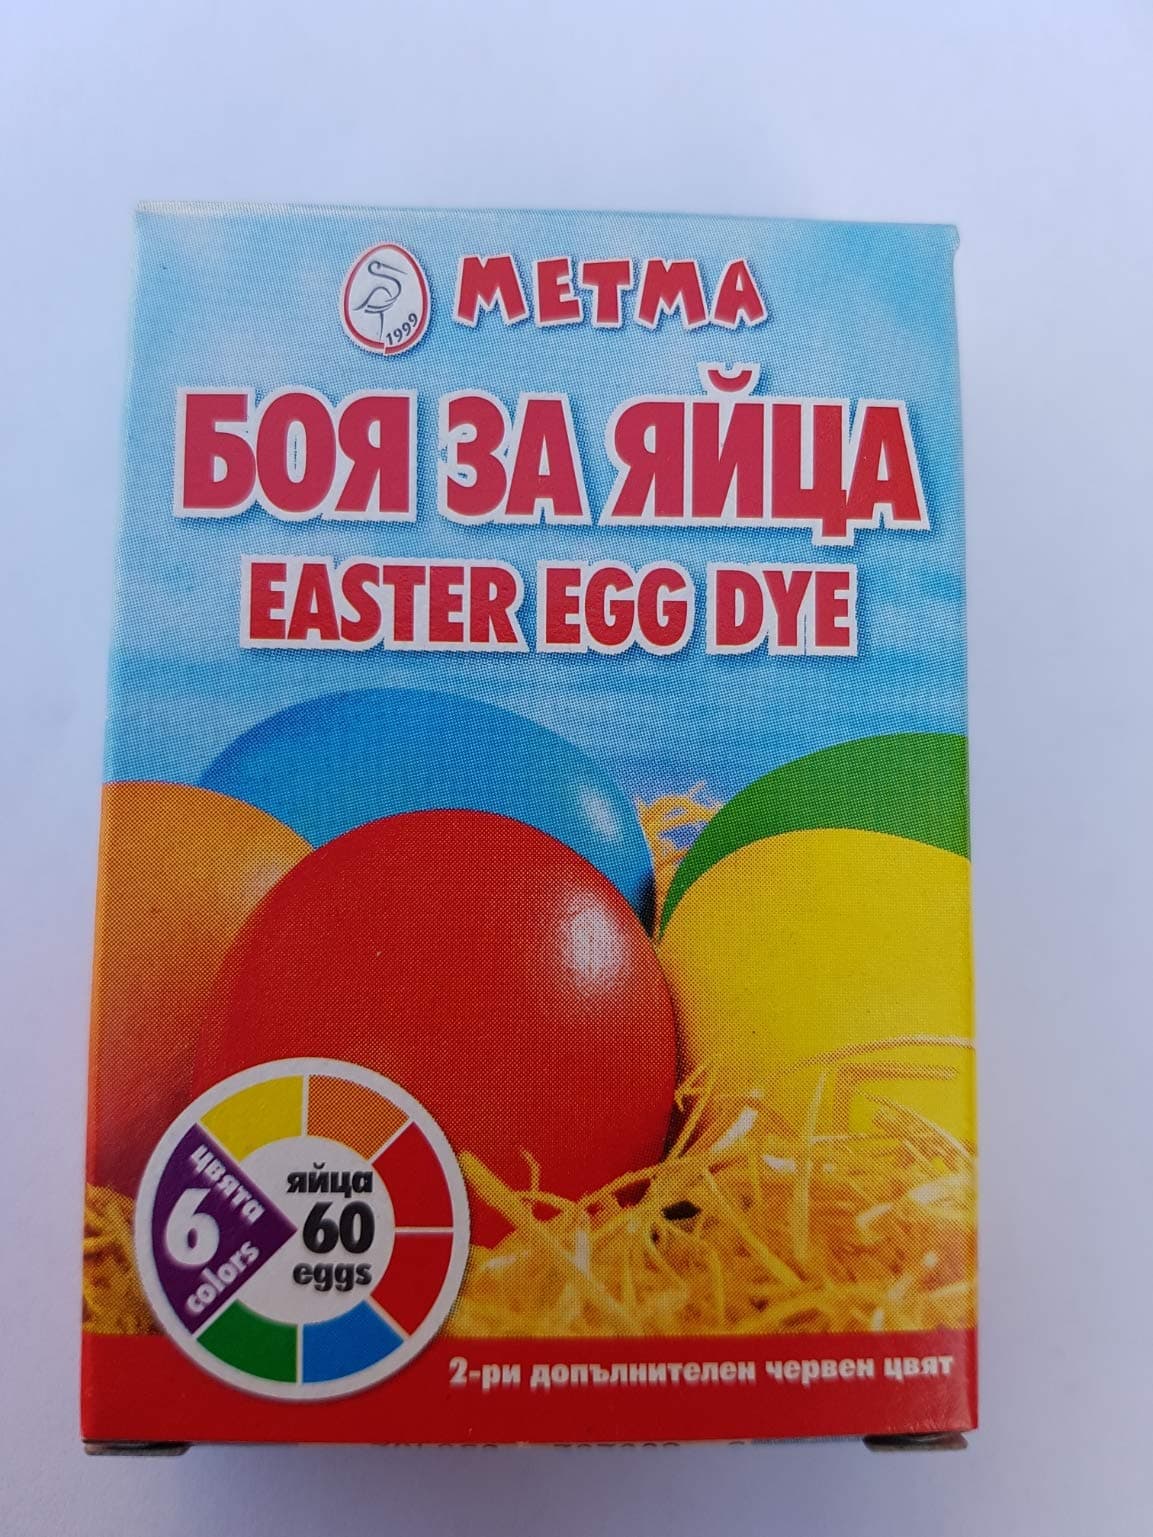 1999
МЕТМА
БОЯ ЗА ЯЙЦА
EASTER EGG DYE
цвята
6
colors
яйца
60
eggs
2-ри допълнителен червен цвят